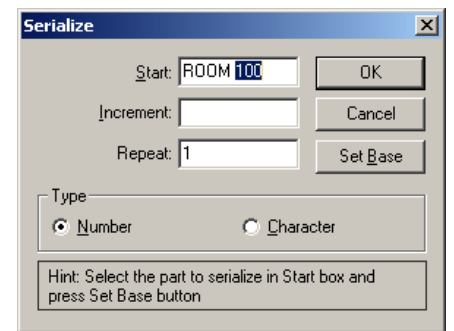 Serialize
Start: ROOM 100 OK
Increment: Cancel
Repeat: 1 Set Base
Type
Number Character
Hint: Select the part to serialize in Start box and
press Set Base button